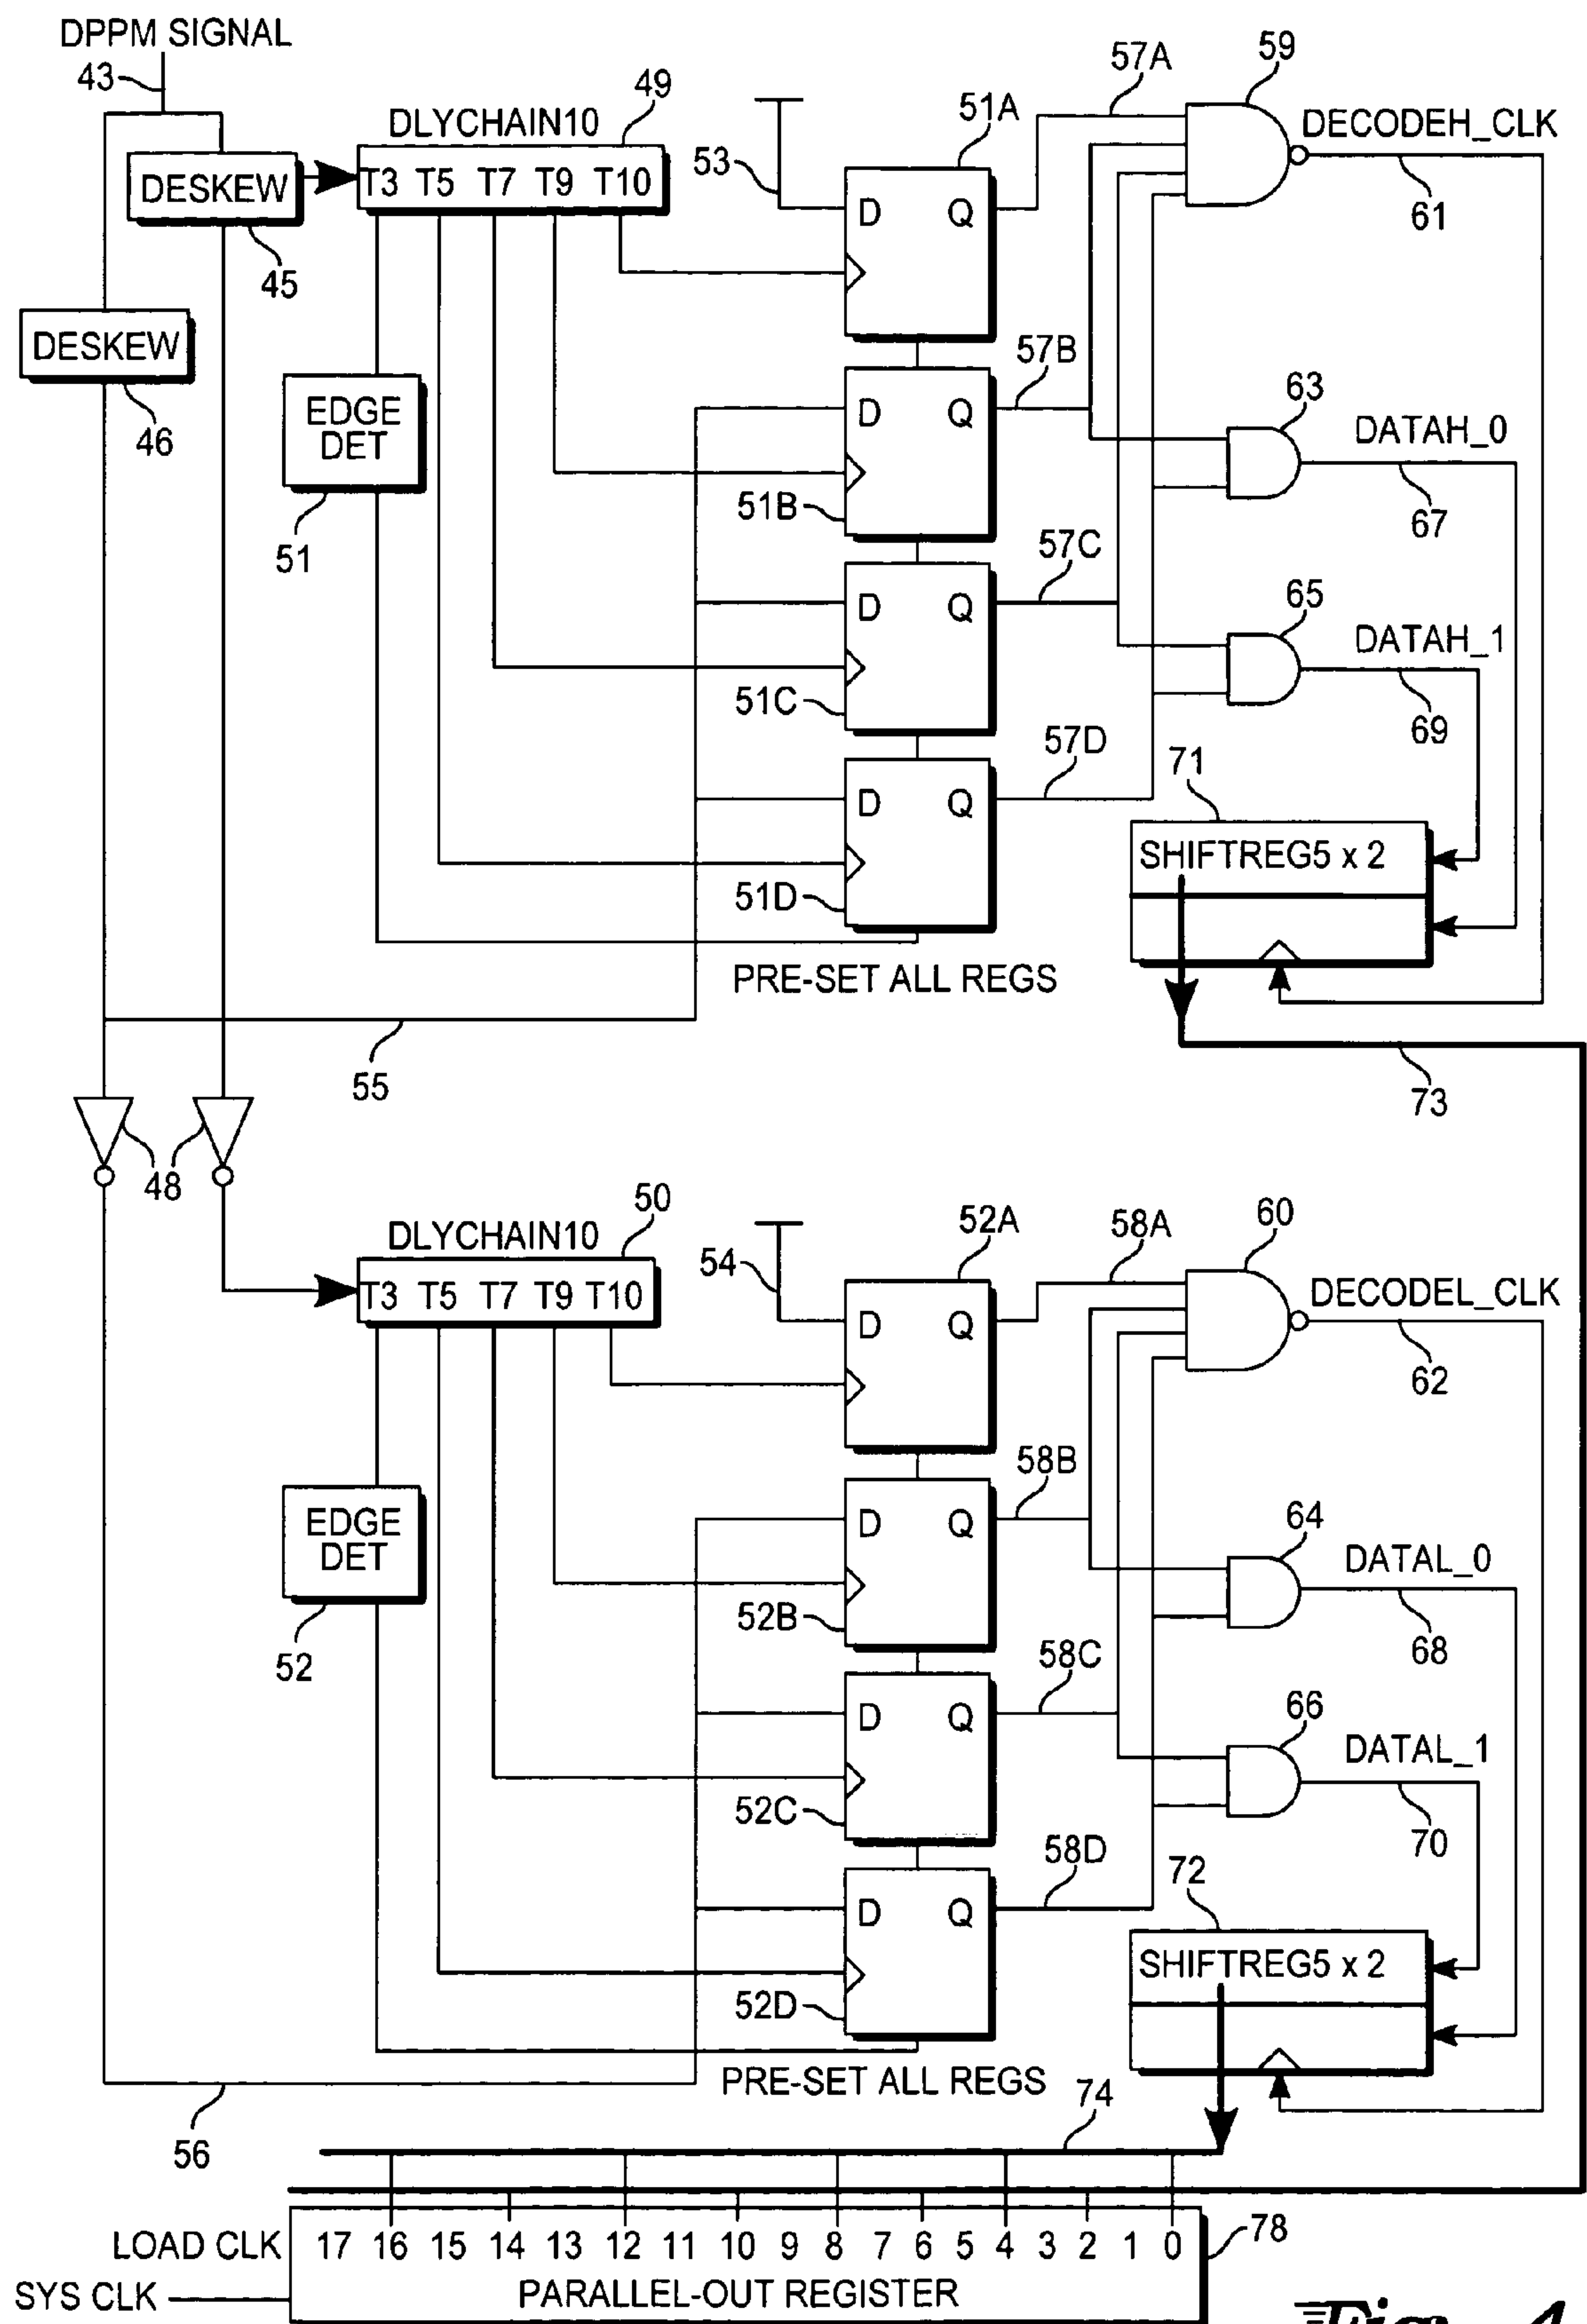 DPPM SIGNAL
43
DESKEW
45
DESKEW
46
DLYCHAIN10
49
T3 T5 T7 T9 T10
EDGE
DET
51
53
51A
D Q
57A
59
DECODEH_CLK
61
57B
D Q
51B
63
DATAH_0
67
57C
D Q
51C
65
DATAH_1
69
57D
D Q
51D
71
SHIFTREG5 x 2
PRE-SET ALL REGS
55
73
48
DLYCHAIN10
50
T3 T5 T7 T9 T10
EDGE
DET
52
54
52A
D Q
58A
60
DECODEL_CLK
62
58B
D Q
52B
64
DATAL_0
68
58C
D Q
52C
66
DATAL_1
70
58D
D Q
52D
72
SHIFTREG5 x 2
PRE-SET ALL REGS
56
74
LOAD CLK
17 16 15 14 13 12 11 10 9 8 7 6 5 4 3 2 1 0
78
SYS CLK
PARALLEL-OUT REGISTER